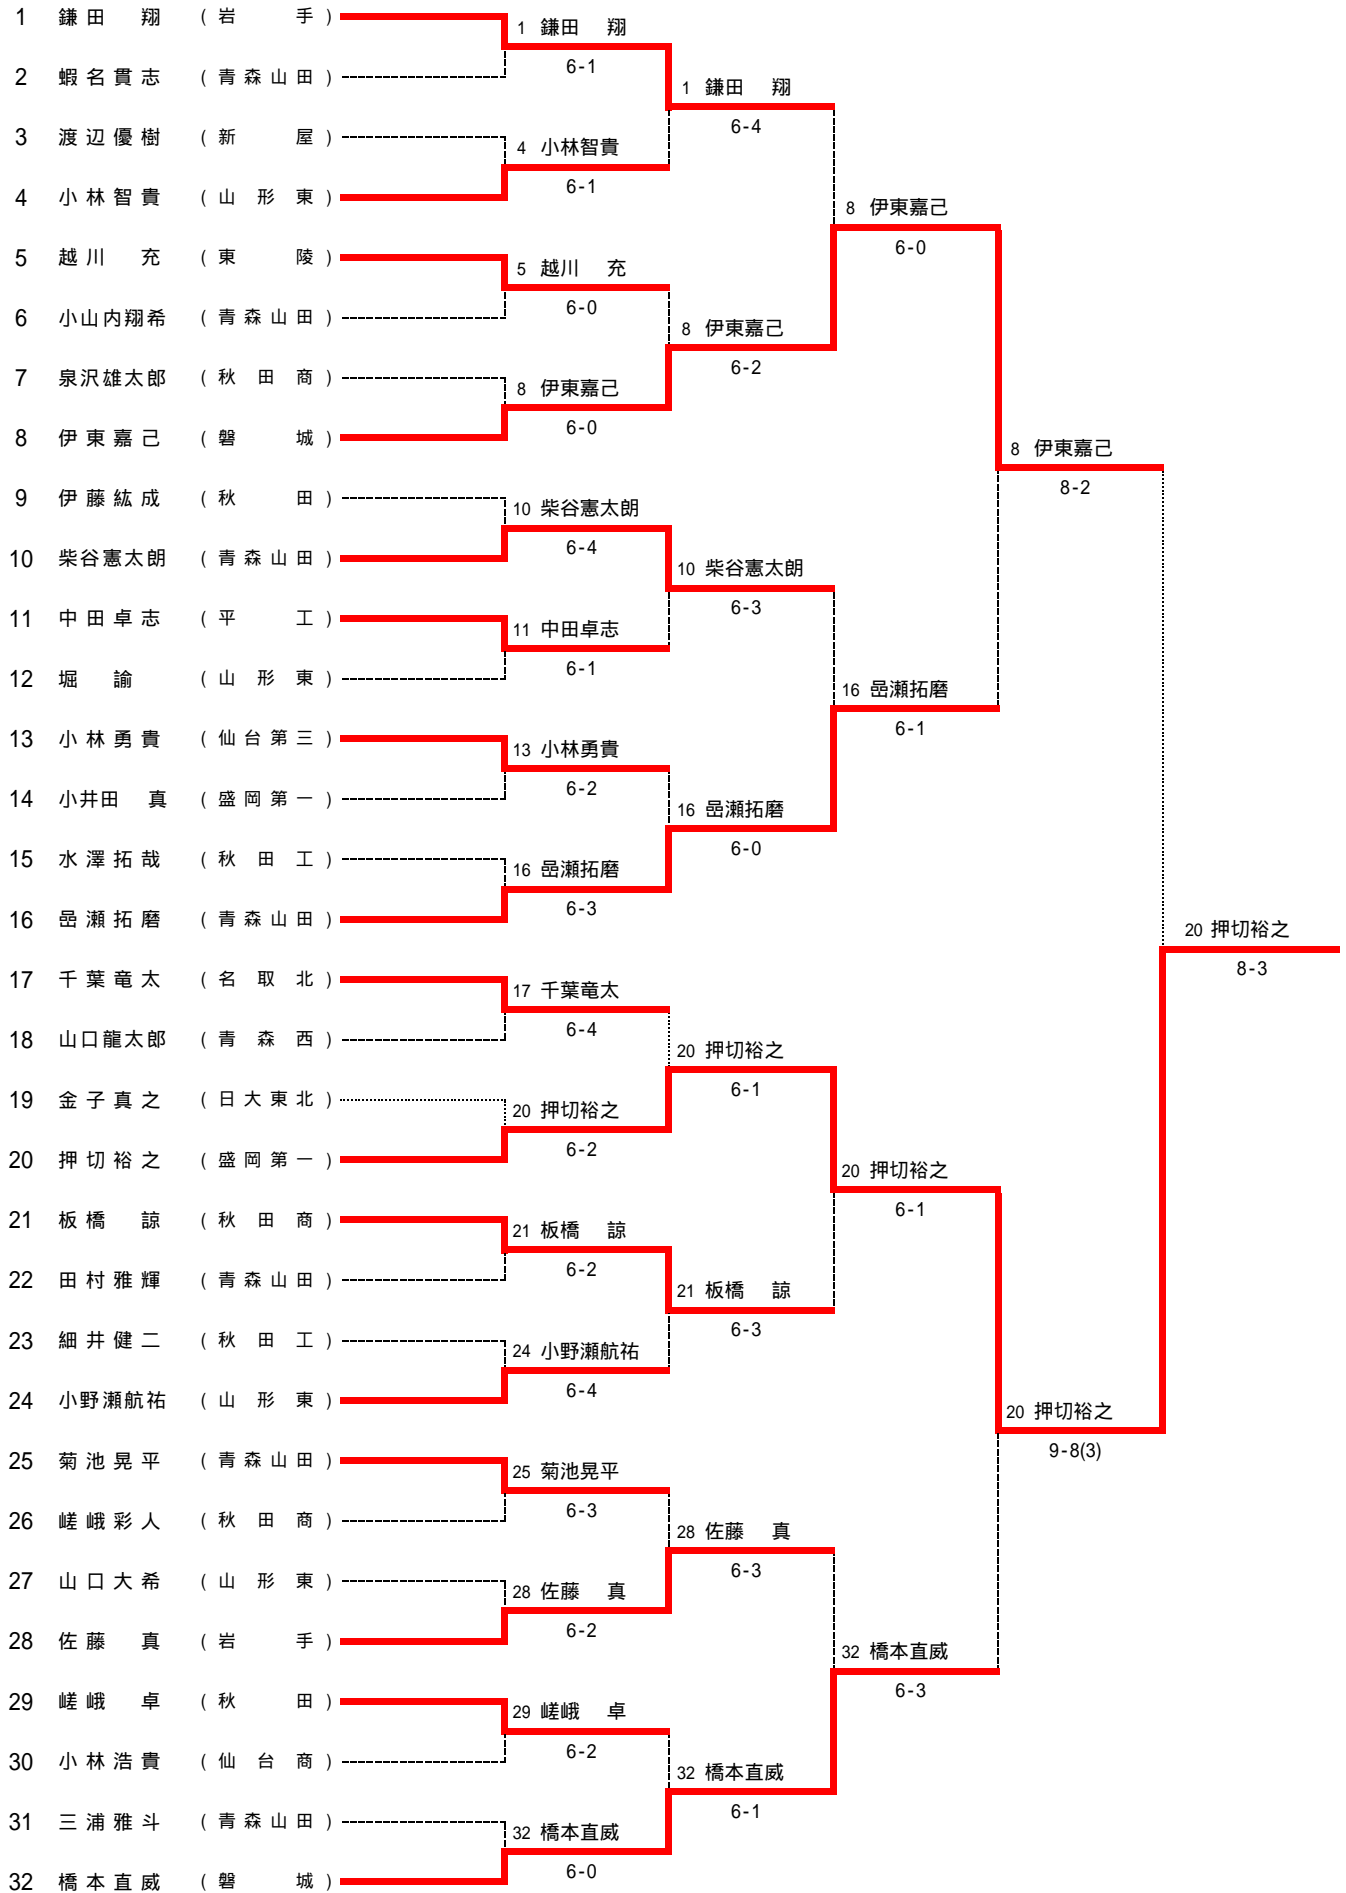 1 鎌田 翔 (岩手)
2 蝦名貫志 (青森山田)
3 渡辺優樹 (新屋)
4 小林智貴 (山形東)
5 越川 充 (東陵)
6 小山内翔希 (青森山田)
7 泉沢雄太郎 (秋田商)
8 伊東嘉己 (磐城)
9 伊藤紘成 (秋田)
10 柴谷憲太朗 (青森山田)
11 中田卓志 (平工)
12 堀 諭 (山形東)
13 小林勇貴 (仙台第三)
14 小井田 真 (盛岡第一)
15 水澤拓哉 (秋田工)
16 嵒瀬拓磨 (青森山田)
17 千葉竜太 (名取北)
18 山口龍太郎 (青森西)
19 金子真之 (日大東北)
20 押切裕之 (盛岡第一)
21 板橋 諒 (秋田商)
22 田村雅輝 (青森山田)
23 細井健二 (秋田工)
24 小野瀬航祐 (山形東)
25 菊池晃平 (青森山田)
26 嵯峨彩人 (秋田商)
27 山口大希 (山形東)
28 佐藤 真 (岩手)
29 嵯峨 卓 (秋田)
30 小林浩貴 (仙台商)
31 三浦雅斗 (青森山田)
32 橋本直威 (磐城)
1 鎌田 翔
6-1
4 小林智貴
6-1
5 越川 充
6-0
8 伊東嘉己
6-0
10 柴谷憲太朗
6-4
11 中田卓志
6-1
13 小林勇貴
6-2
16 嵒瀬拓磨
6-3
17 千葉竜太
6-4
20 押切裕之
6-2
21 板橋 諒
6-2
24 小野瀬航祐
6-4
25 菊池晃平
6-3
28 佐藤 真
6-2
29 嵯峨 卓
6-2
32 橋本直威
6-0
1 鎌田 翔
6-4
8 伊東嘉己
6-2
10 柴谷憲太朗
6-3
16 嵒瀬拓磨
6-0
20 押切裕之
6-1
21 板橋 諒
6-3
28 佐藤 真
6-3
32 橋本直威
6-1
8 伊東嘉己
6-0
16 嵒瀬拓磨
6-1
20 押切裕之
6-1
32 橋本直威
6-3
8 伊東嘉己
8-2
20 押切裕之
9-8(3)
20 押切裕之
8-3